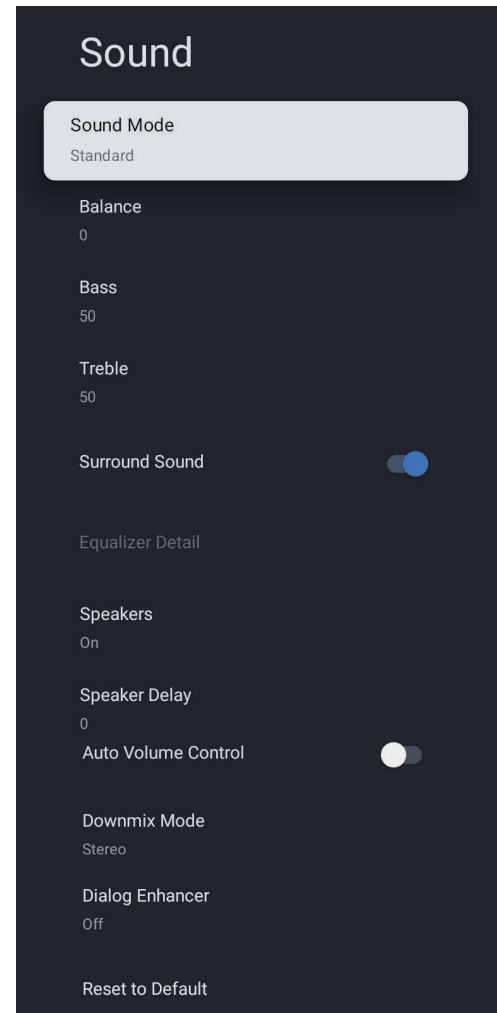 Sound
Sound Mode
Standard
Balance
0
Bass
50
Treble
50
Surround Sound
Equalizer Detail
Speakers
On
Speaker Delay
0
Auto Volume Control
Downmix Mode
Stereo
Dialog Enhancer
Off
Reset to Default